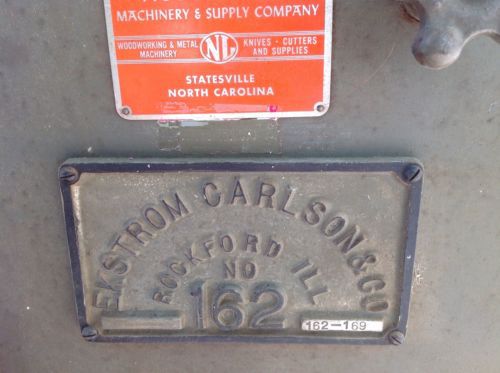 MACHINERY & SUPPLY COMPANY
WOODWORKING & METAL MACHINERY
NL
KNIVES - CUTTERS AND SUPPLIES
STATESVILLE
NORTH CAROLINA
EKSTROM CARLSON & CO
ROCKFORD ILL
NO
162
162-169